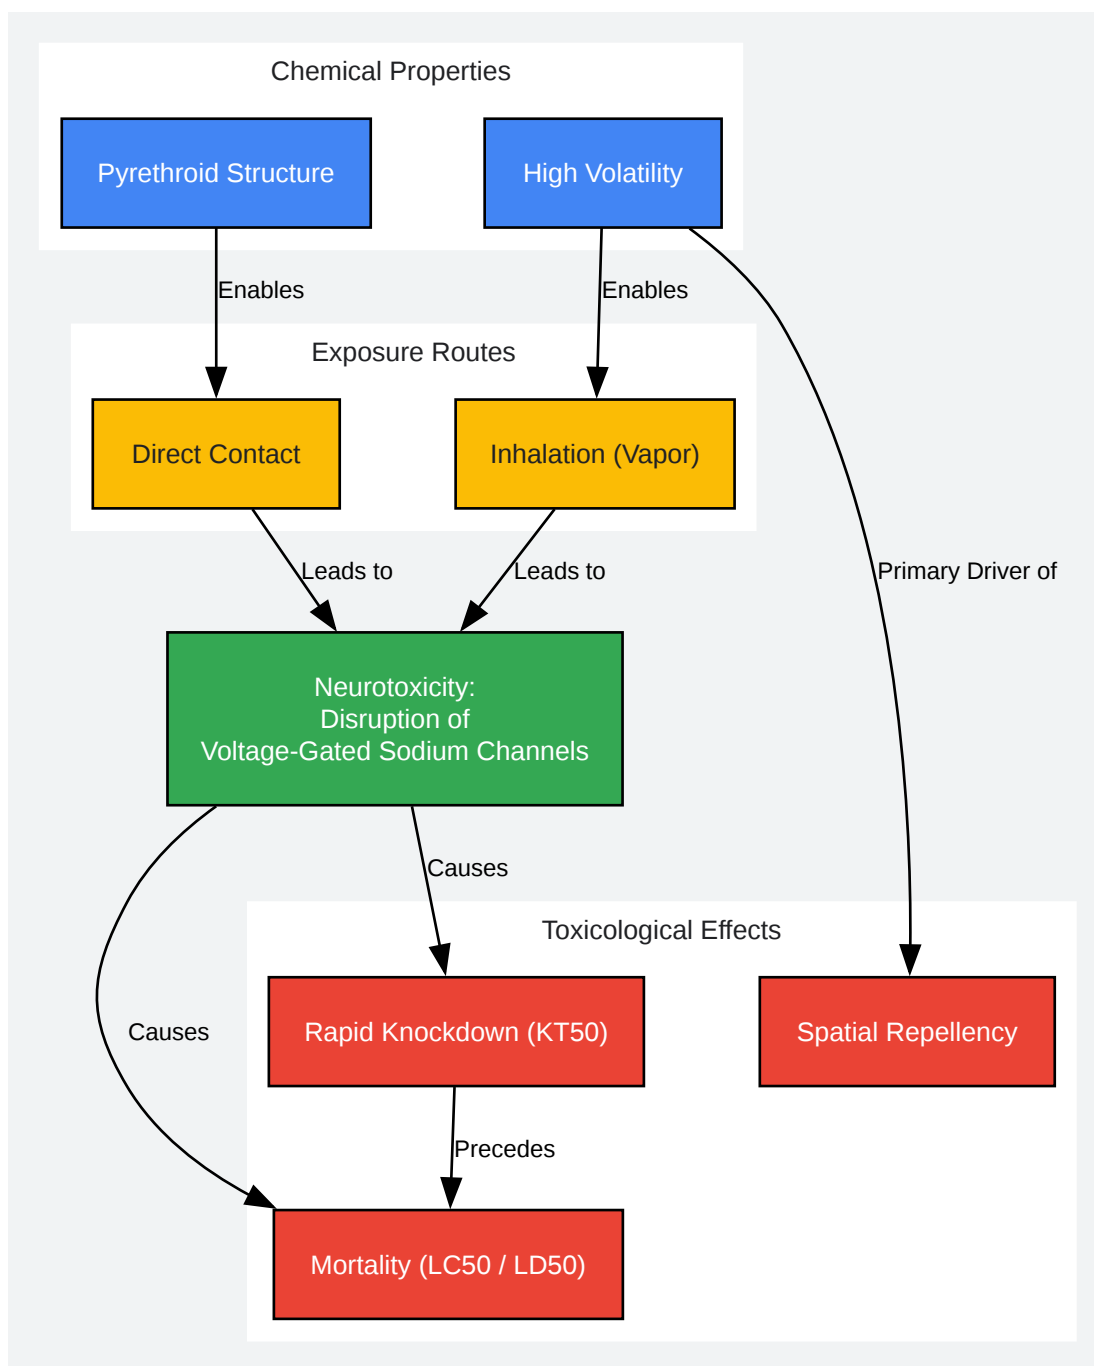 Chemical Properties
Pyrethroid Structure
High Volatility
Enables
Enables
Exposure Routes
Direct Contact
Inhalation (Vapor)
Leads to
Leads to
Primary Driver of
Neurotoxicity:
Disruption of
Voltage-Gated Sodium Channels
Causes
Toxicological Effects
Rapid Knockdown (KT50)
Spatial Repellency
Causes
Precedes
Mortality (LC50 / LD50)